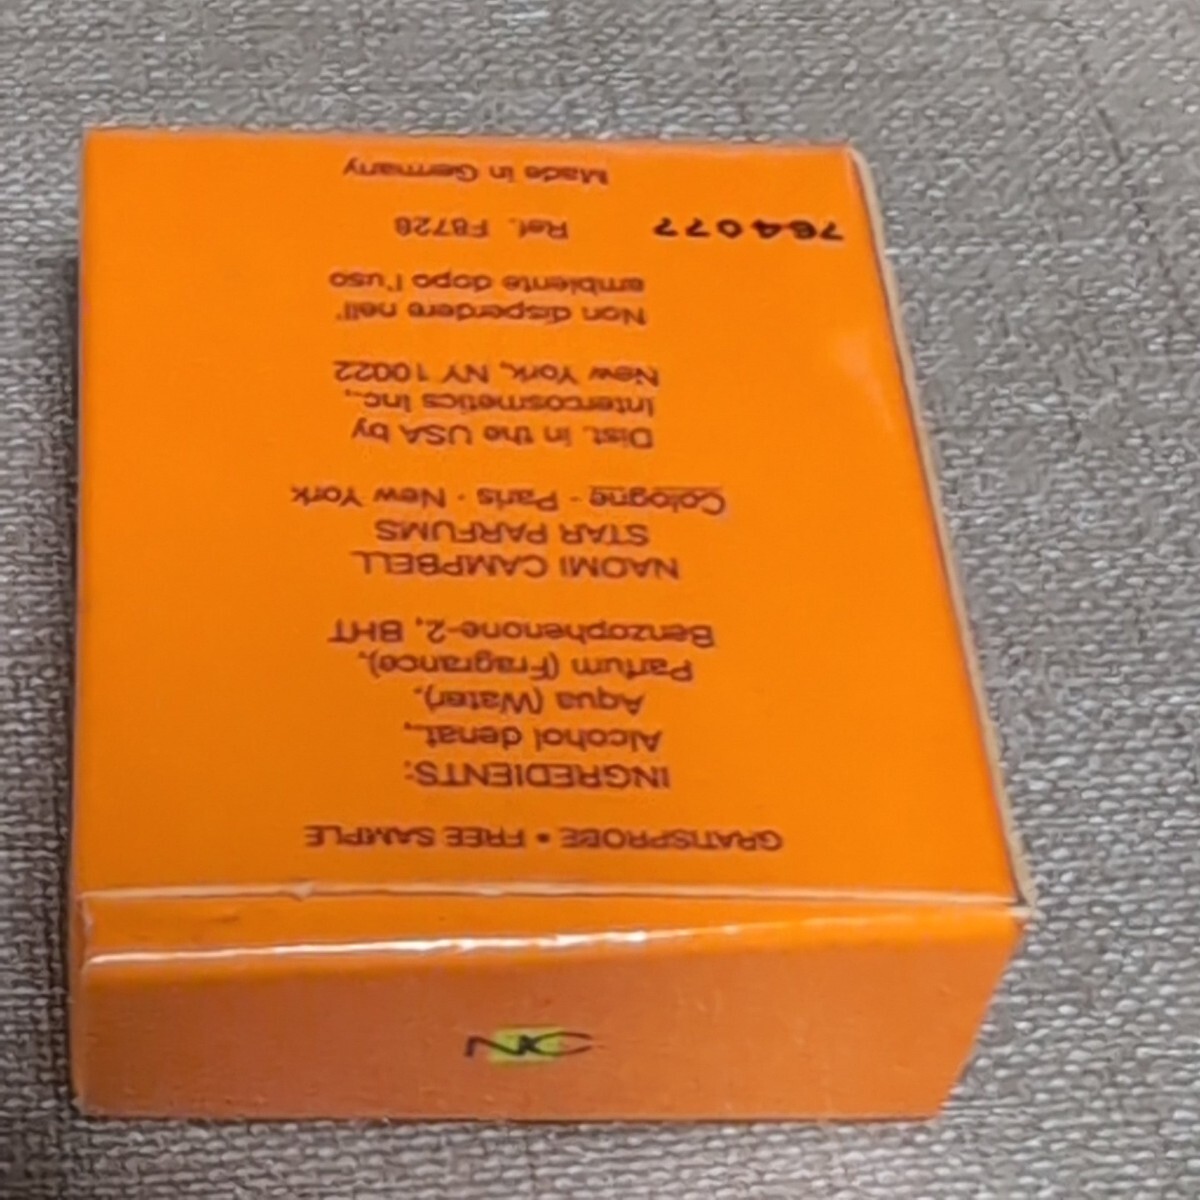 GRATISPROBE • FREE SAMPLE
INGREDIENTS:
Alcohol denat.,
Aqua (Water),
Parfum (Fragrance),
Benzophenone-2, BHT
NAOMI CAMPBELL
STAR PARFUMS
Cologne - Paris - New York
Dist. in the USA by
Intercosmetics Inc.,
New York, NY 10022
Non disperdere nell'
ambiente dopo l'uso
764077 Ref. F8728
Made in Germany
NC